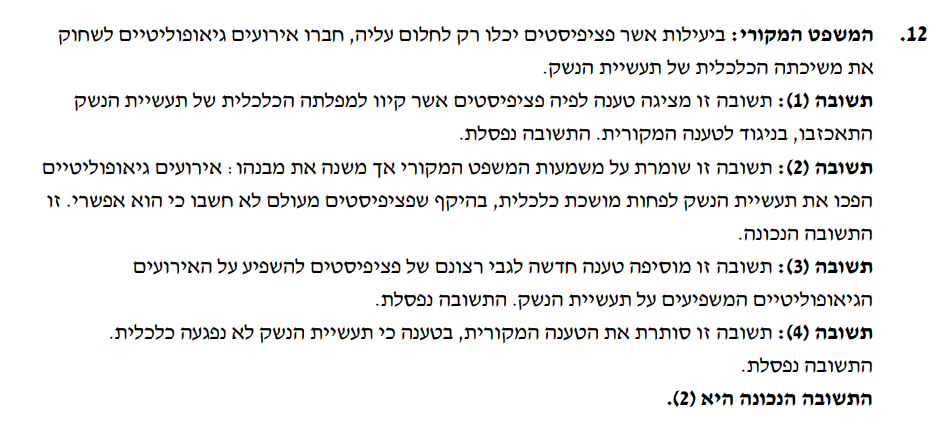 12. המשפט המקורי: ביעילות אשר פציפיסטים יכלו רק לחלום עליה, חברו אירועים גיאופוליטיים לשחוק
את משיכתה הכלכלית של תעשיית הנשק.
תשובה (1): תשובה זו מציגה טענה לפיה פציפיסטים אשר קיוו למפלתה הכלכלית של תעשיית הנשק
התאכזבו, בניגוד לטענה המקורית. התשובה נפסלת.
תשובה (2): תשובה זו שומרת על משמעות המשפט המקורי אך משנה את מבנהו: אירועים גיאופוליטיים
הפכו את תעשיית הנשק לפחות מושכת כלכלית, בהיקף שפציפיסטים מעולם לא חשבו כי הוא אפשרי. זו
התשובה הנכונה.
תשובה (3): תשובה זו מוסיפה טענה חדשה לגבי רצונם של פציפיסטים להשפיע על האירועים
הגיאופוליטיים המשפיעים על תעשיית הנשק. התשובה נפסלת.
תשובה (4): תשובה זו סותרת את הטענה המקורית, בטענה כי תעשיית הנשק לא נפגעה כלכלית.
התשובה נפסלת.
התשובה הנכונה היא (2).